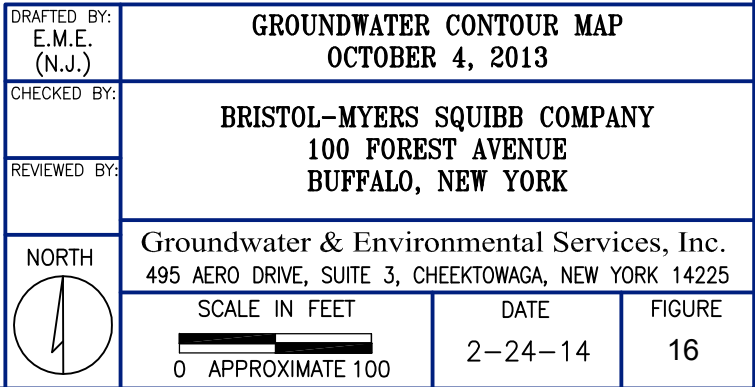 DRAFTED BY:
E.M.E.
(N.J.)
GROUNDWATER CONTOUR MAP
OCTOBER 4, 2013
CHECKED BY:
REVIEWED BY:
BRISTOL-MYERS SQUIBB COMPANY
100 FOREST AVENUE
BUFFALO, NEW YORK
NORTH
Groundwater & Environmental Services, Inc.
495 AERO DRIVE, SUITE 3, CHEEKTOWAGA, NEW YORK 14225
SCALE IN FEET
0 APPROXIMATE 100
DATE
2-24-14
FIGURE
16